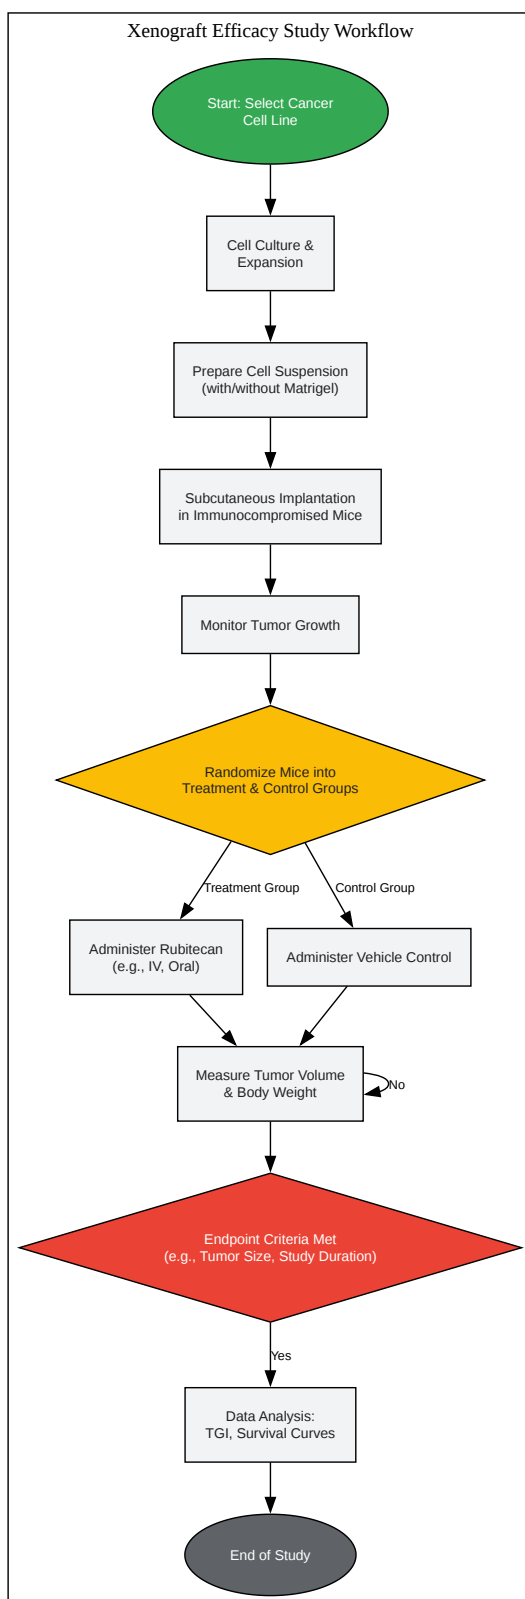 Xenograft Efficacy Study Workflow
Start: Select Cancer
Cell Line
Cell Culture &
Expansion
Prepare Cell Suspension
(with/without Matrigel)
Subcutaneous Implantation
in Immunocompromised Mice
Monitor Tumor Growth
Randomize Mice into
Treatment & Control Groups
Treatment Group
Control Group
Administer Rubitecan
(e.g., IV, Oral)
Administer Vehicle Control
Measure Tumor Volume
& Body Weight
No
Endpoint Criteria Met
(e.g., Tumor Size, Study Duration)
Yes
Data Analysis:
TGI, Survival Curves
End of Study